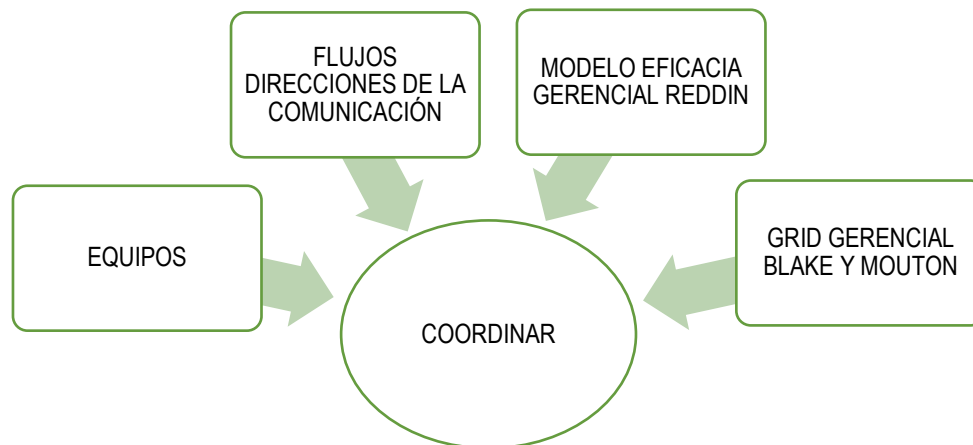 FLUJOS
DIRECCIONES DE LA
COMUNICACIÓN
MODELO EFICACIA
GERENCIAL REDDIN
EQUIPOS
GRID GERENCIAL
BLAKE Y MOUTON
COORDINAR